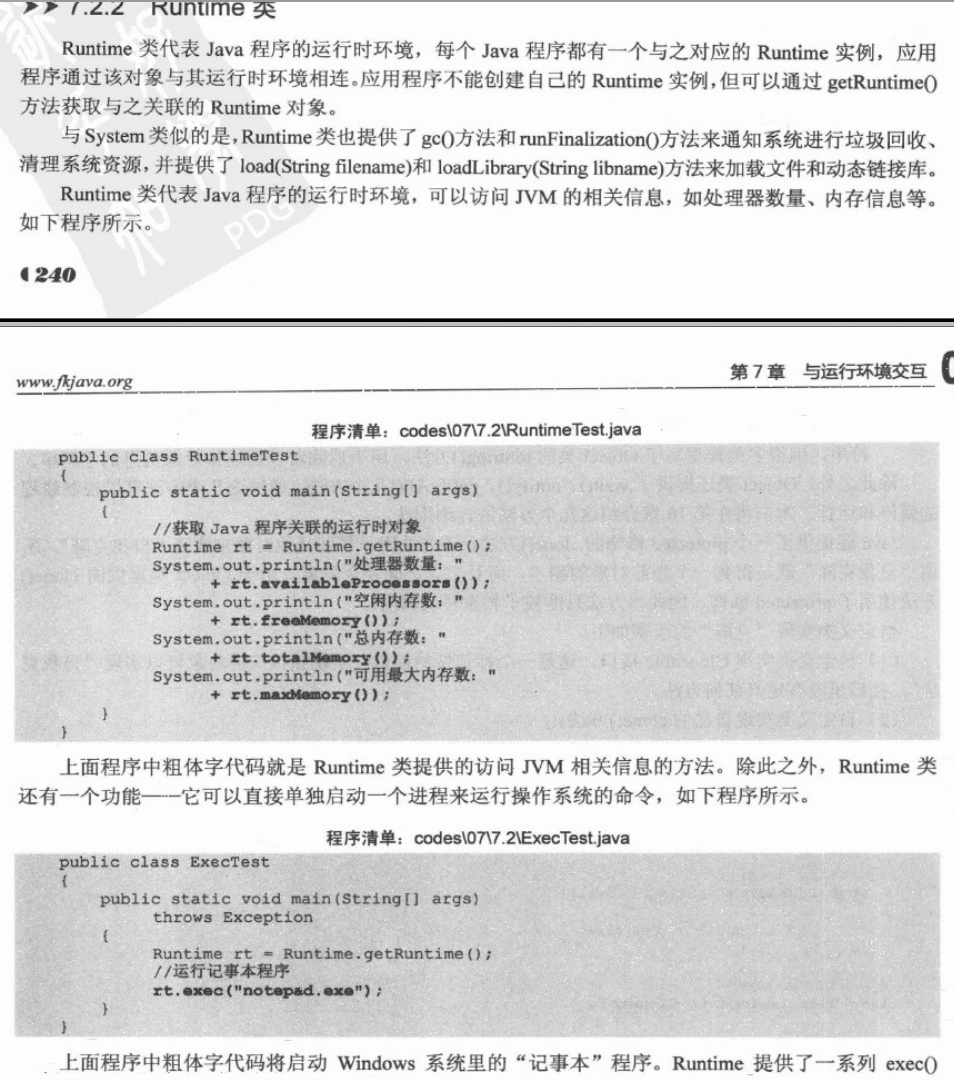 7.2.2 Runtime 类
Runtime 类代表 Java 程序的运行时环境，每个 Java 程序都有一个与之对应的 Runtime 实例，应用
程序通过该对象与其运行时环境相连。应用程序不能创建自己的 Runtime 实例，但可以通过 getRuntime()
方法获取与之关联的 Runtime 对象。
与 System 类似的是，Runtime 类也提供了 gc()方法和 runFinalization()方法来通知系统进行垃圾回收、
清理系统资源，并提供了 load(String filename)和 loadLibrary(String libname)方法来加载文件和动态链接库。
Runtime 类代表 Java 程序的运行时环境，可以访问 JVM 的相关信息，如处理器数量、内存信息等。
如下程序所示。
PDG
240
www.fkjava.org
第 7 章 与运行环境交互
程序清单：codes\07\7.2\RuntimeTest.java
public class RuntimeTest
{
public static void main(String[] args)
{
//获取 Java 程序关联的运行时对象
Runtime rt = Runtime.getRuntime();
System.out.println("处理器数量："
+ rt.availableProcessors());
System.out.println("空闲内存数："
+ rt.freeMemory());
System.out.println("总内存数："
+ rt.totalMemory());
System.out.println("可用最大内存数："
+ rt.maxMemory());
}
}
上面程序中粗体字代码就是 Runtime 类提供的访问 JVM 相关信息的方法。除此之外，Runtime 类
还有一个功能——它可以直接单独启动一个进程来运行操作系统的命令，如下程序所示。
程序清单：codes\07\7.2\ExecTest.java
public class ExecTest
{
public static void main(String[] args)
throws Exception
{
Runtime rt = Runtime.getRuntime();
//运行记事本程序
rt.exec("notepad.exe");
}
}
上面程序中粗体字代码将启动 Windows 系统里的“记事本”程序。Runtime 提供了一系列 exec()